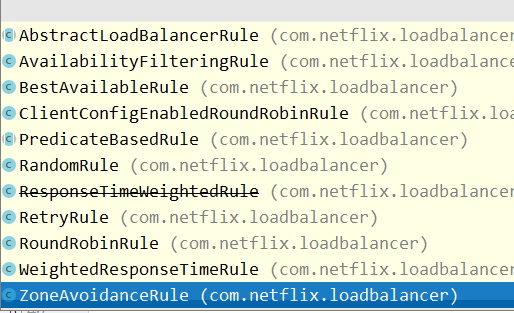 AbstractLoadBalancerRule (com.netflix.loadbalancer
AvailabilityFilteringRule (com.netflix.loadbalance
BestAvailableRule (com.netflix.loadbalancer)
ClientConfigEnabledRoundRobinRule (com.netflix.loa
PredicateBasedRule (com.netflix.loadbalancer)
RandomRule (com.netflix.loadbalancer)
ResponseTimeWeightedRule (com.netflix.loadbalancer
RetryRule (com.netflix.loadbalancer)
RoundRobinRule (com.netflix.loadbalancer)
WeightedResponseTimeRule (com.netflix.loadbalancer
ZoneAvoidanceRule (com.netflix.loadbalancer)